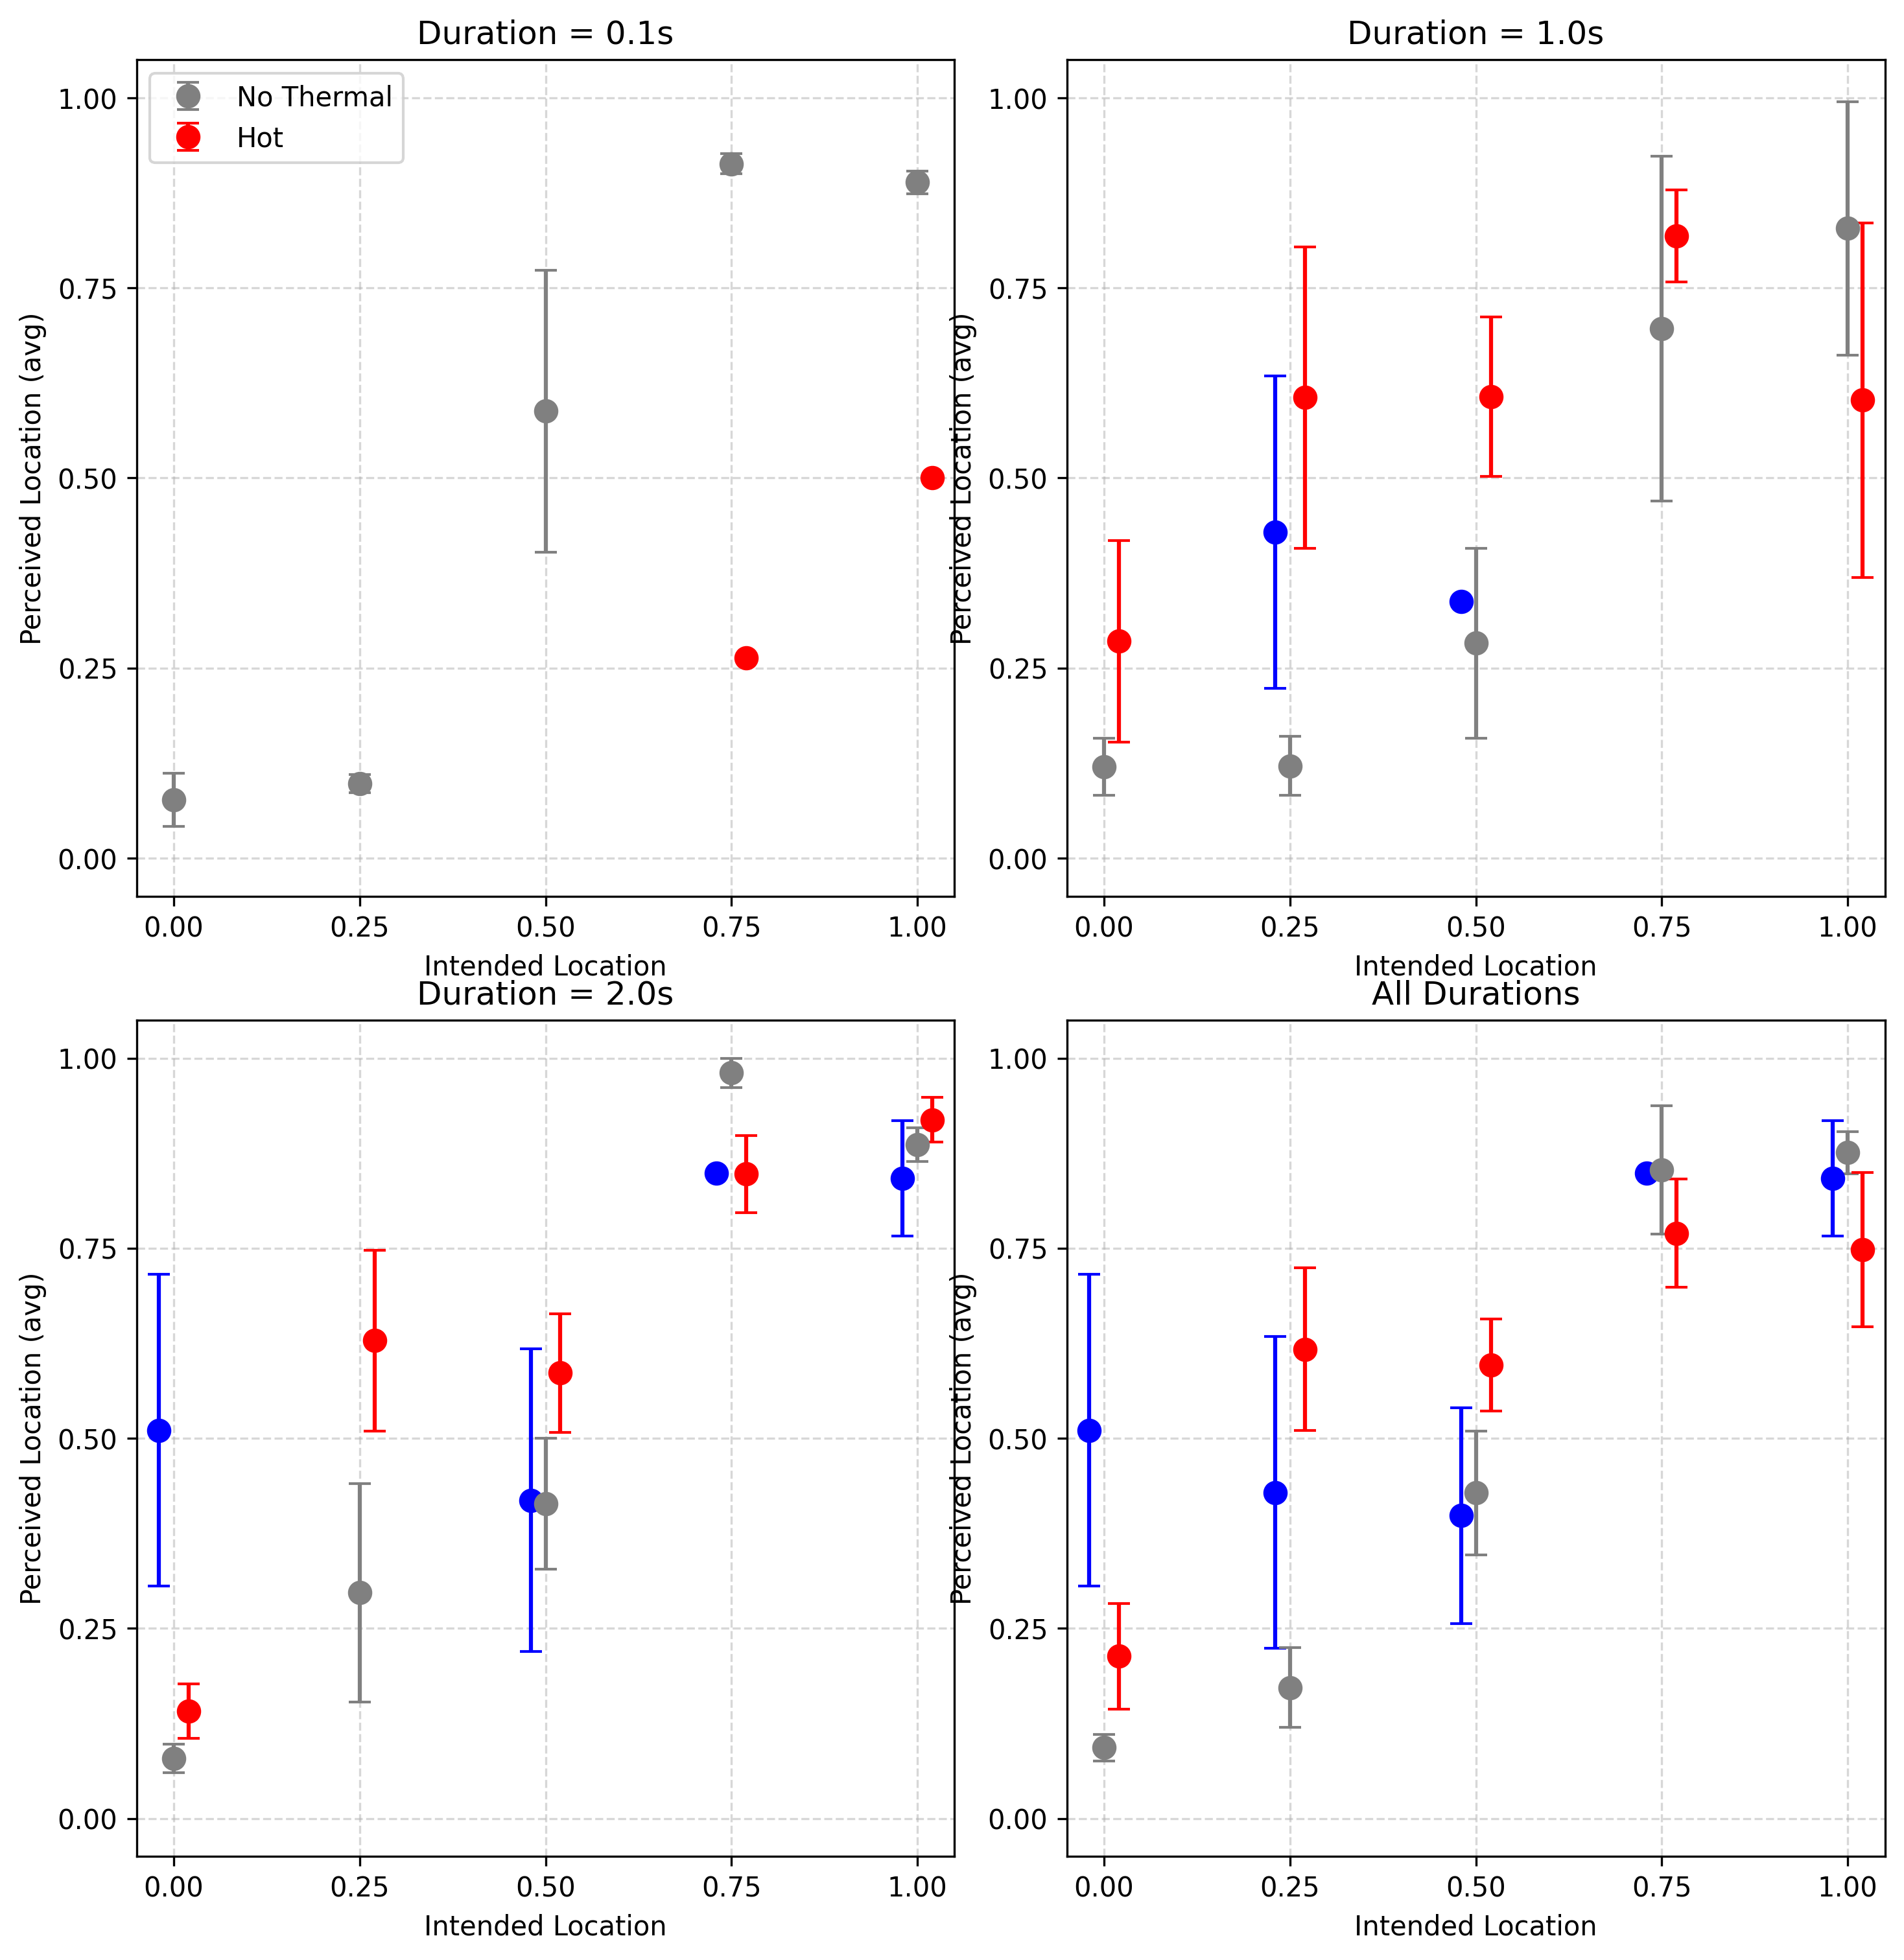 Duration = 0.1s
No Thermal
Hot
1.00
0.75
0.50
0.25
0.00
Perceived Location (avg)
0.00 0.25 0.50 0.75 1.00
Intended Location
Duration = 1.0s
1.00
0.75
0.50
0.25
0.00
Perceived Location (avg)
0.00 0.25 0.50 0.75 1.00
Intended Location
Duration = 2.0s
1.00
0.75
0.50
0.25
0.00
Perceived Location (avg)
0.00 0.25 0.50 0.75 1.00
Intended Location
All Durations
1.00
0.75
0.50
0.25
0.00
Perceived Location (avg)
0.00 0.25 0.50 0.75 1.00
Intended Location